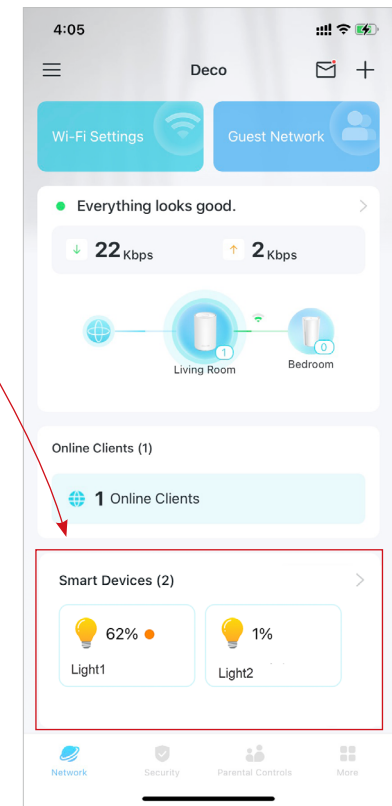 4:05
Deco
Wi-Fi Settings
Guest Network
Everything looks good.
22 Kbps
2 Kbps
1
0
Living Room
Bedroom
Online Clients (1)
1 Online Clients
Smart Devices (2)
62%
1%
Light1
Light2
Network
Security
Parental Controls
More